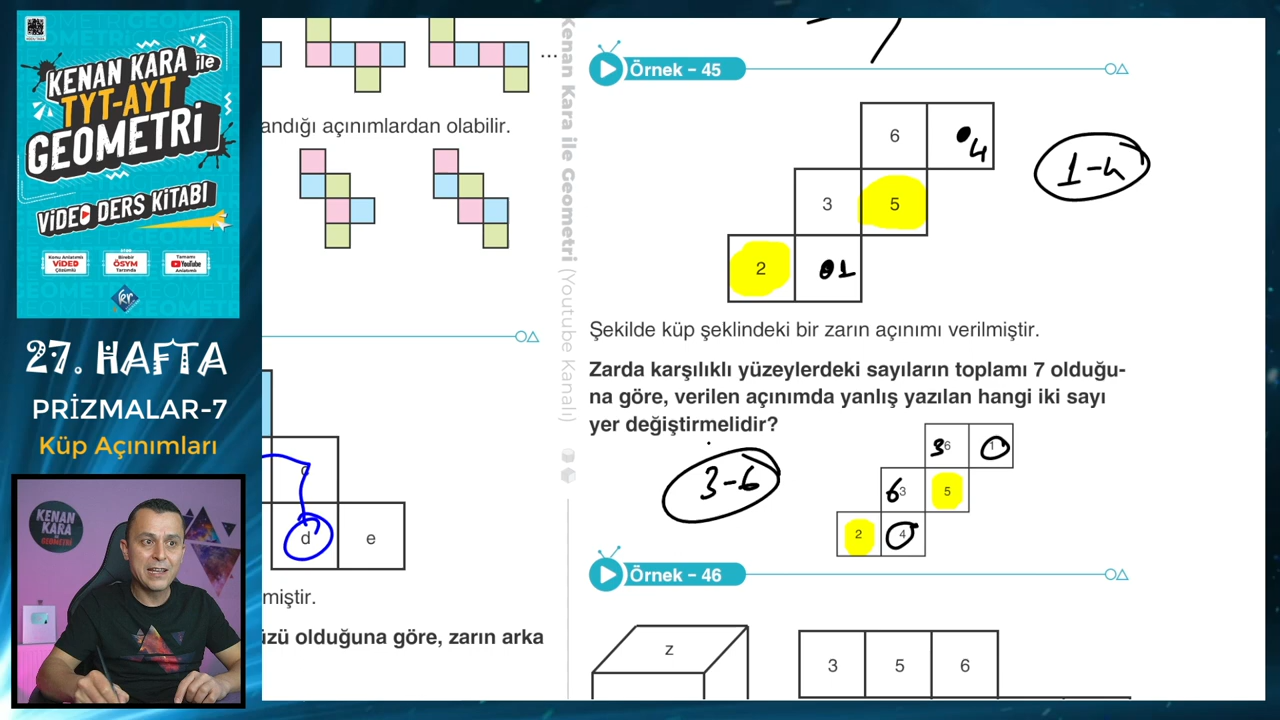 KENAN KARA ile
TYT-AYT
GEOMETRİ
VİDEO DERS KİTABI
Konu Anlatımlı
VİDEO
Çözümlü
Birebir
ÖSYM
Tarzında
Tamamı
YouTube
Anlatımlı
27. HAFTA
PRİZMALAR-7
Küp Açınımları
KENAN
KARA
ile
GEOMETRİ
...
andığı açınımlardan olabilir.
c
d
e
miştir.
üzü olduğuna göre, zarın arka
Kenan Kara ile Geometri (Youtube Kanalı)
Örnek - 45
6
4
3
5
2
1
1-4
Şekilde küp şeklindeki bir zarın açınımı verilmiştir.
Zarda karşılıklı yüzeylerdeki sayıların toplamı 7 olduğu-
na göre, verilen açınımda yanlış yazılan hangi iki sayı
yer değiştirmelidir?
3-6
3 6 1
6 3 5
2 4
Örnek - 46
z
3 5 6